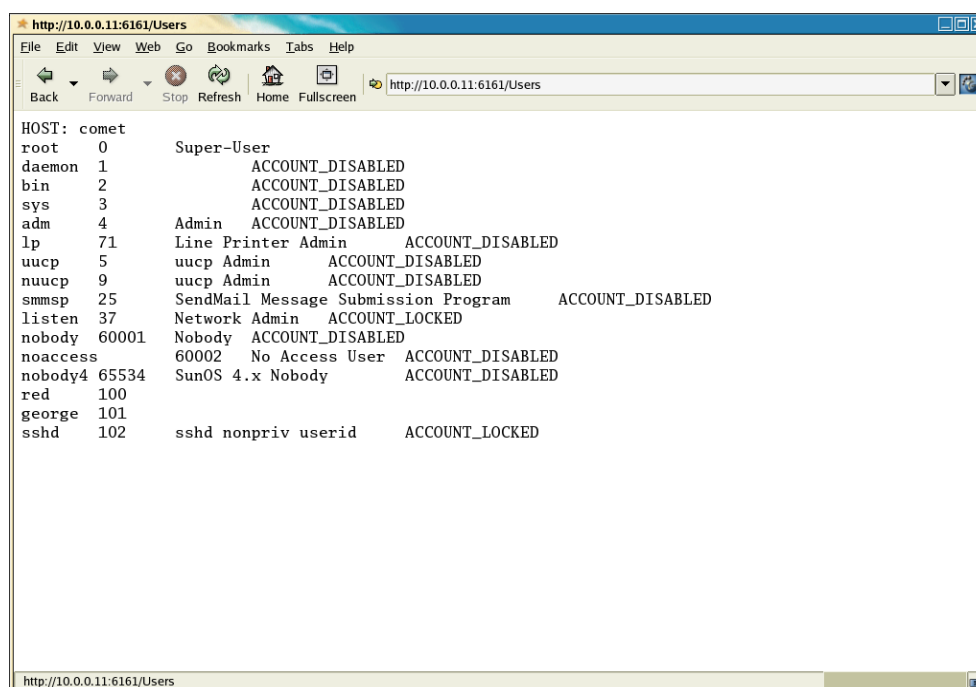 http://10.0.0.11:6161/Users
File Edit View Web Go Bookmarks Tabs Help
Back Forward Stop Refresh Home Fullscreen http://10.0.0.11:6161/Users
HOST: comet
root 0 Super-User
daemon 1 ACCOUNT_DISABLED
bin 2 ACCOUNT_DISABLED
sys 3 ACCOUNT_DISABLED
adm 4 Admin ACCOUNT_DISABLED
lp 71 Line Printer Admin ACCOUNT_DISABLED
uucp 5 uucp Admin ACCOUNT_DISABLED
nuucp 9 uucp Admin ACCOUNT_DISABLED
smmsp 25 SendMail Message Submission Program ACCOUNT_DISABLED
listen 37 Network Admin ACCOUNT_LOCKED
nobody 60001 Nobody ACCOUNT_DISABLED
noaccess 60002 No Access User ACCOUNT_DISABLED
nobody4 65534 SunOS 4.x Nobody ACCOUNT_DISABLED
red 100
george 101
sshd 102 sshd nonpriv userid ACCOUNT_LOCKED
http://10.0.0.11:6161/Users